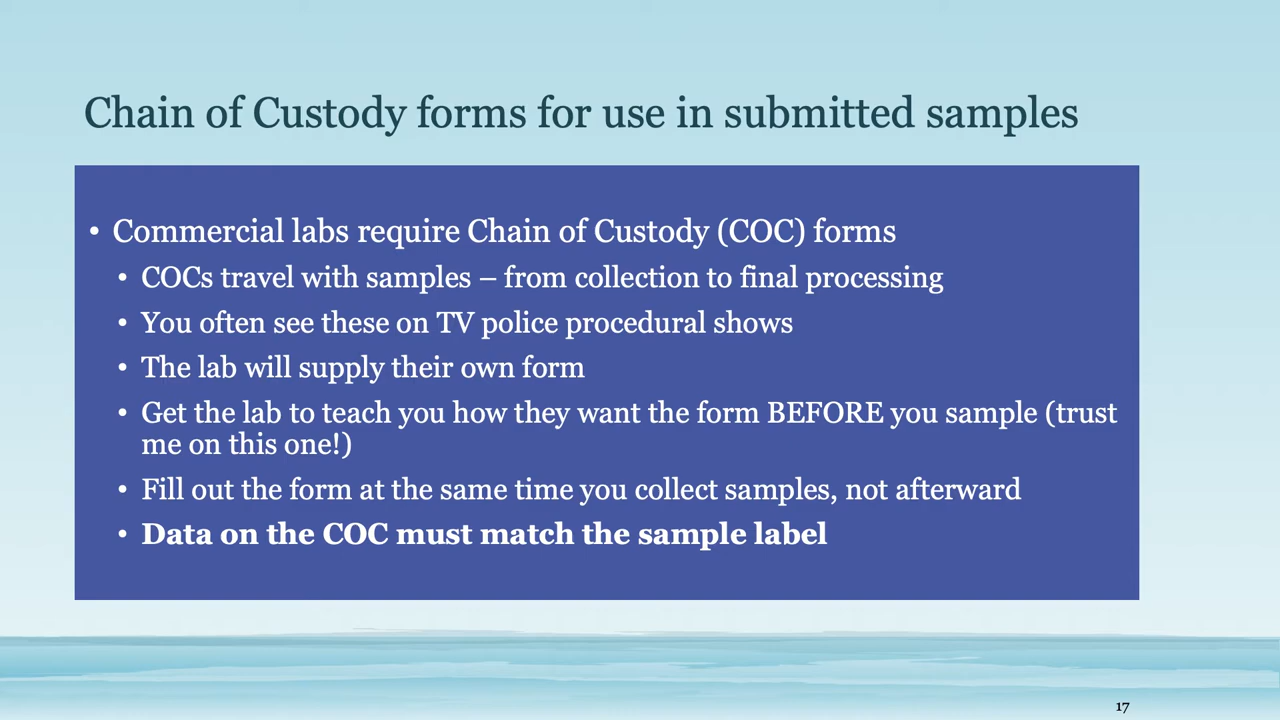 Chain of Custody forms for use in submitted samples
• Commercial labs require Chain of Custody (COC) forms
• COCs travel with samples – from collection to final processing
• You often see these on TV police procedural shows
• The lab will supply their own form
• Get the lab to teach you how they want the form BEFORE you sample (trust
me on this one!)
• Fill out the form at the same time you collect samples, not afterward
• Data on the COC must match the sample label
17